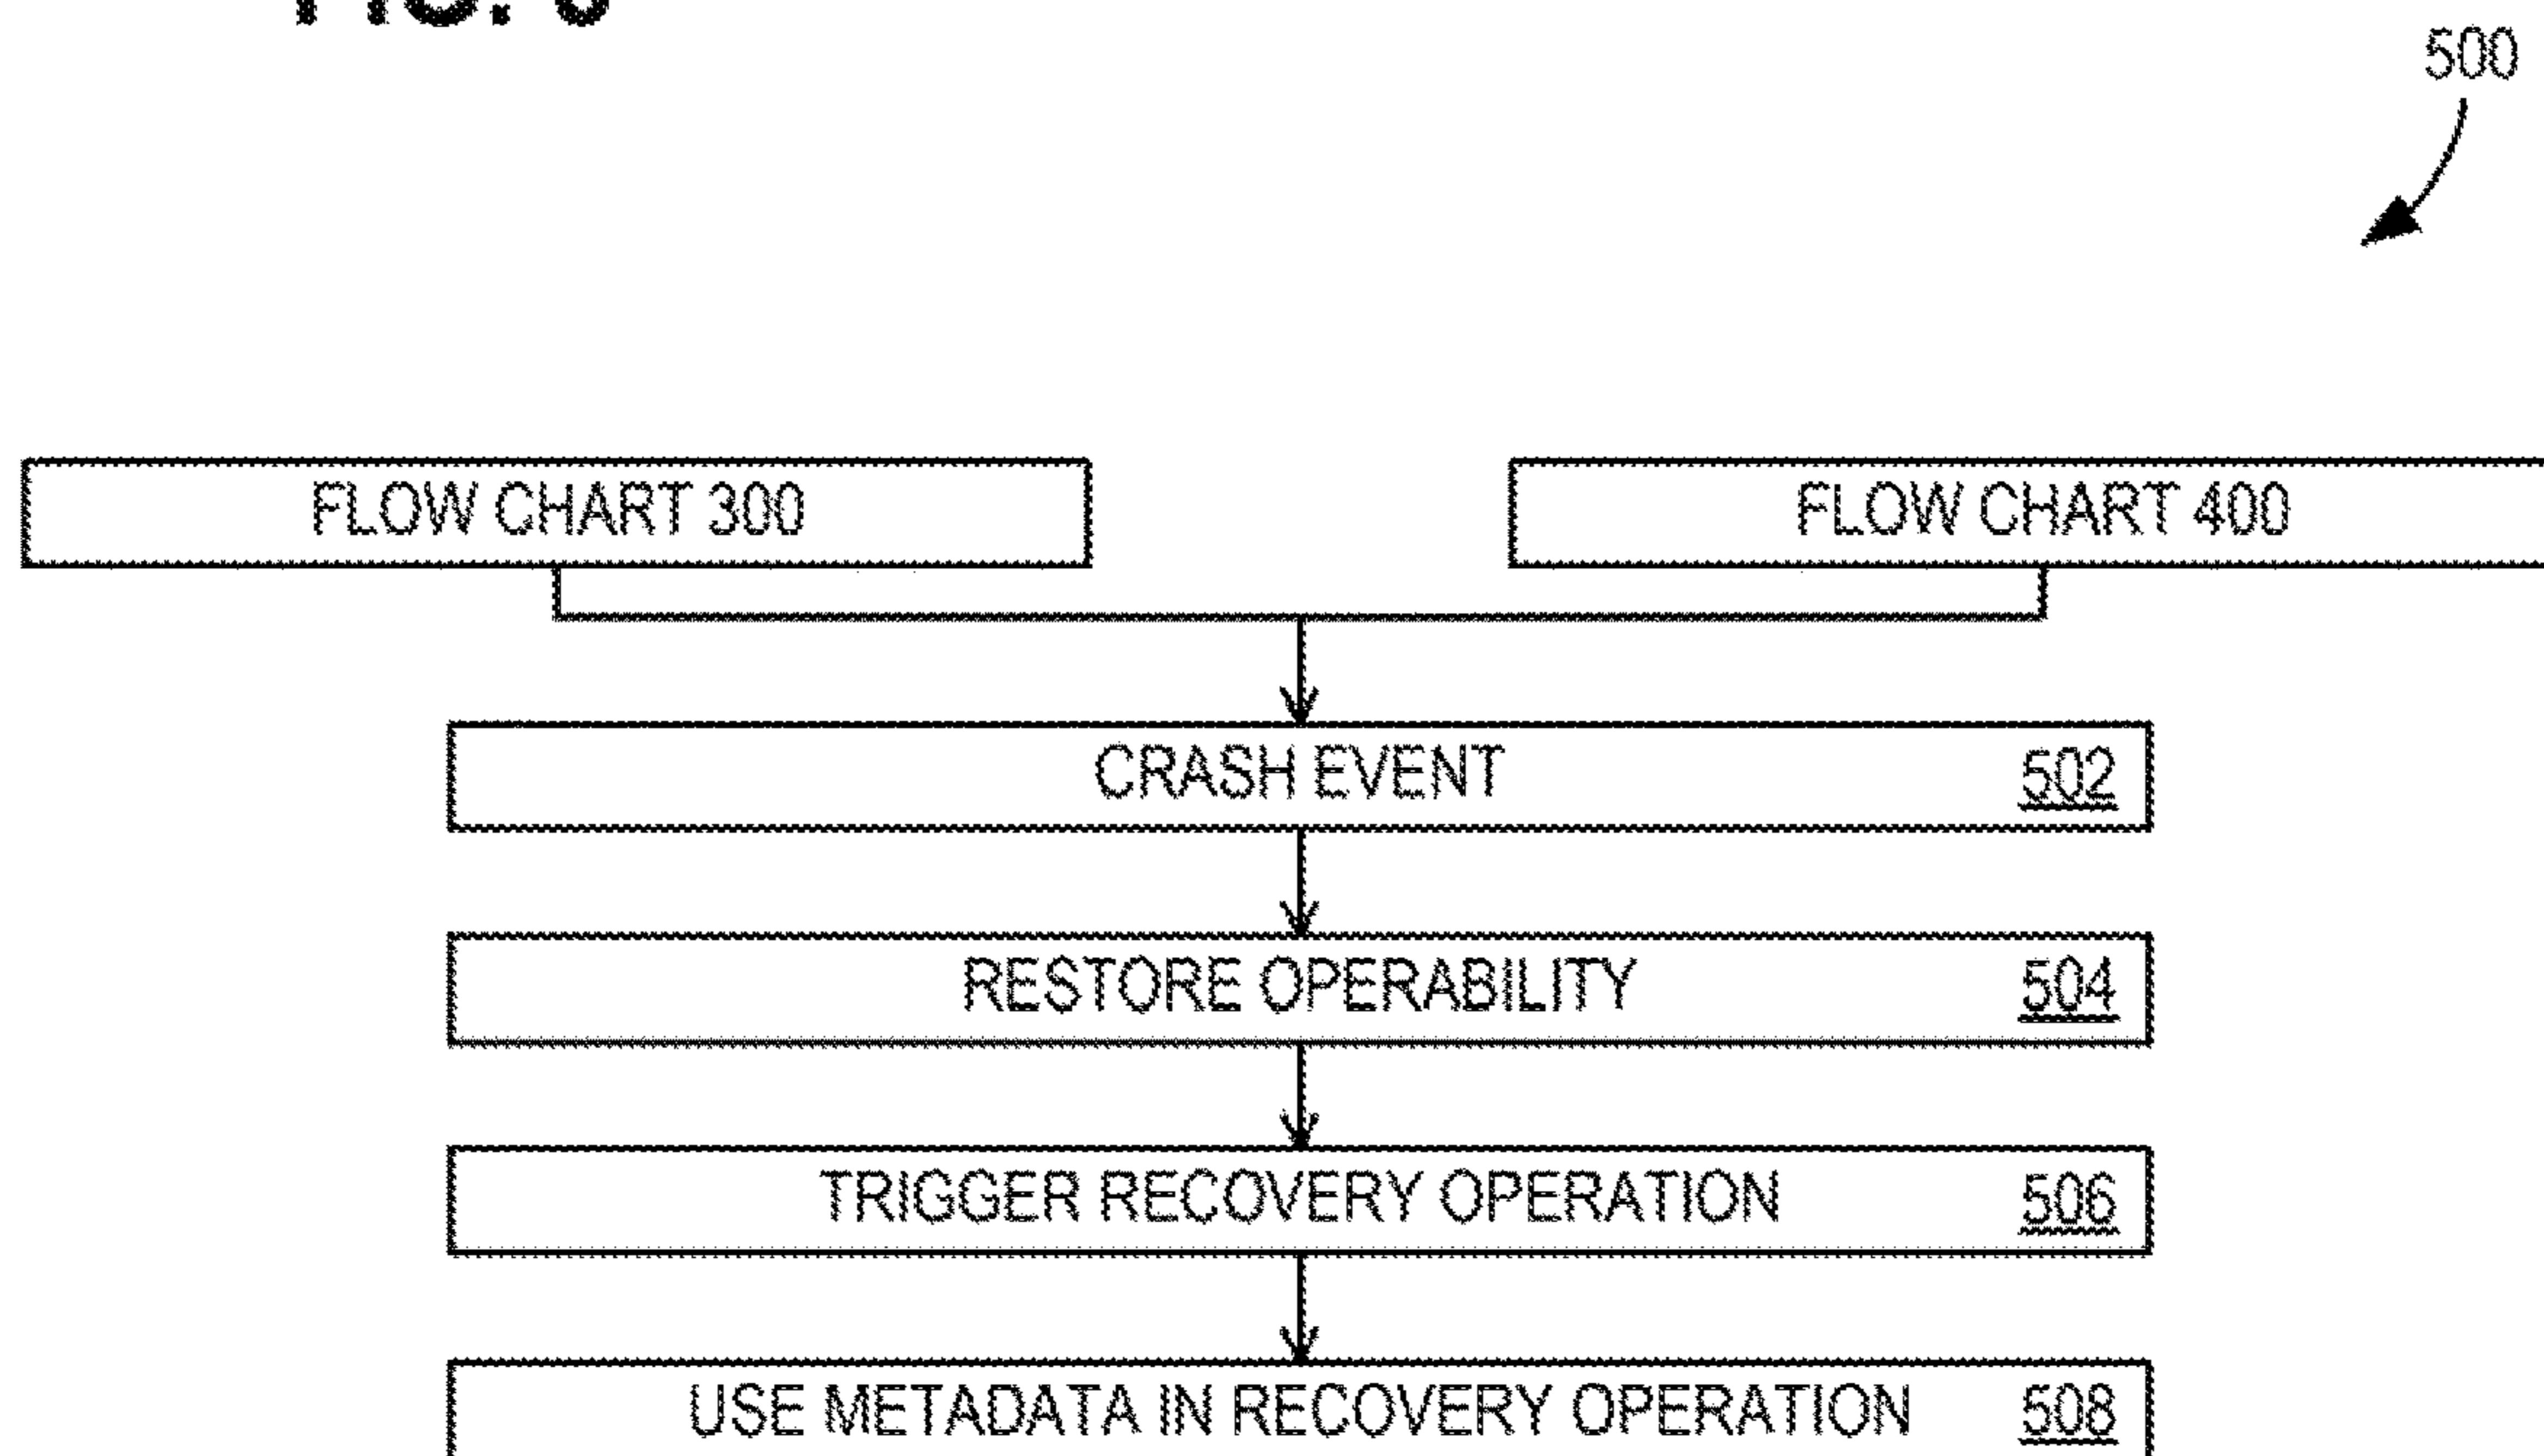 500
FLOW CHART 300
FLOW CHART 400
CRASH EVENT 502
RESTORE OPERABILITY 504
TRIGGER RECOVERY OPERATION 506
USE METADATA IN RECOVERY OPERATION 508